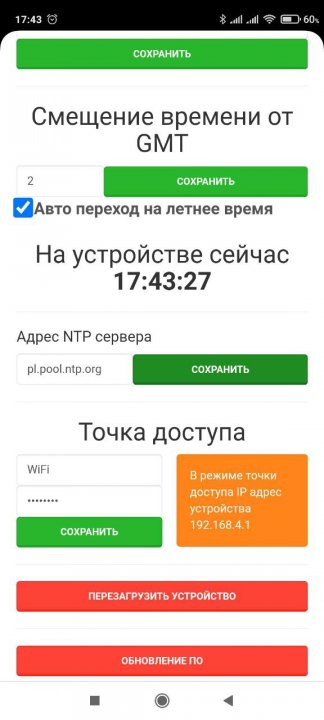 17:43 60%
СОХРАНИТЬ
Смещение времени от
GMT
2 СОХРАНИТЬ
Авто переход на летнее время
На устройстве сейчас
17:43:27
Адрес NTP сервера
pl.pool.ntp.org СОХРАНИТЬ
Точка доступа
WiFi
••••••••
СОХРАНИТЬ
В режиме точки
доступа IP адрес
устройства
192.168.4.1
ПЕРЕЗАГРУЗИТЬ УСТРОЙСТВО
ОБНОВЛЕНИЕ ПО